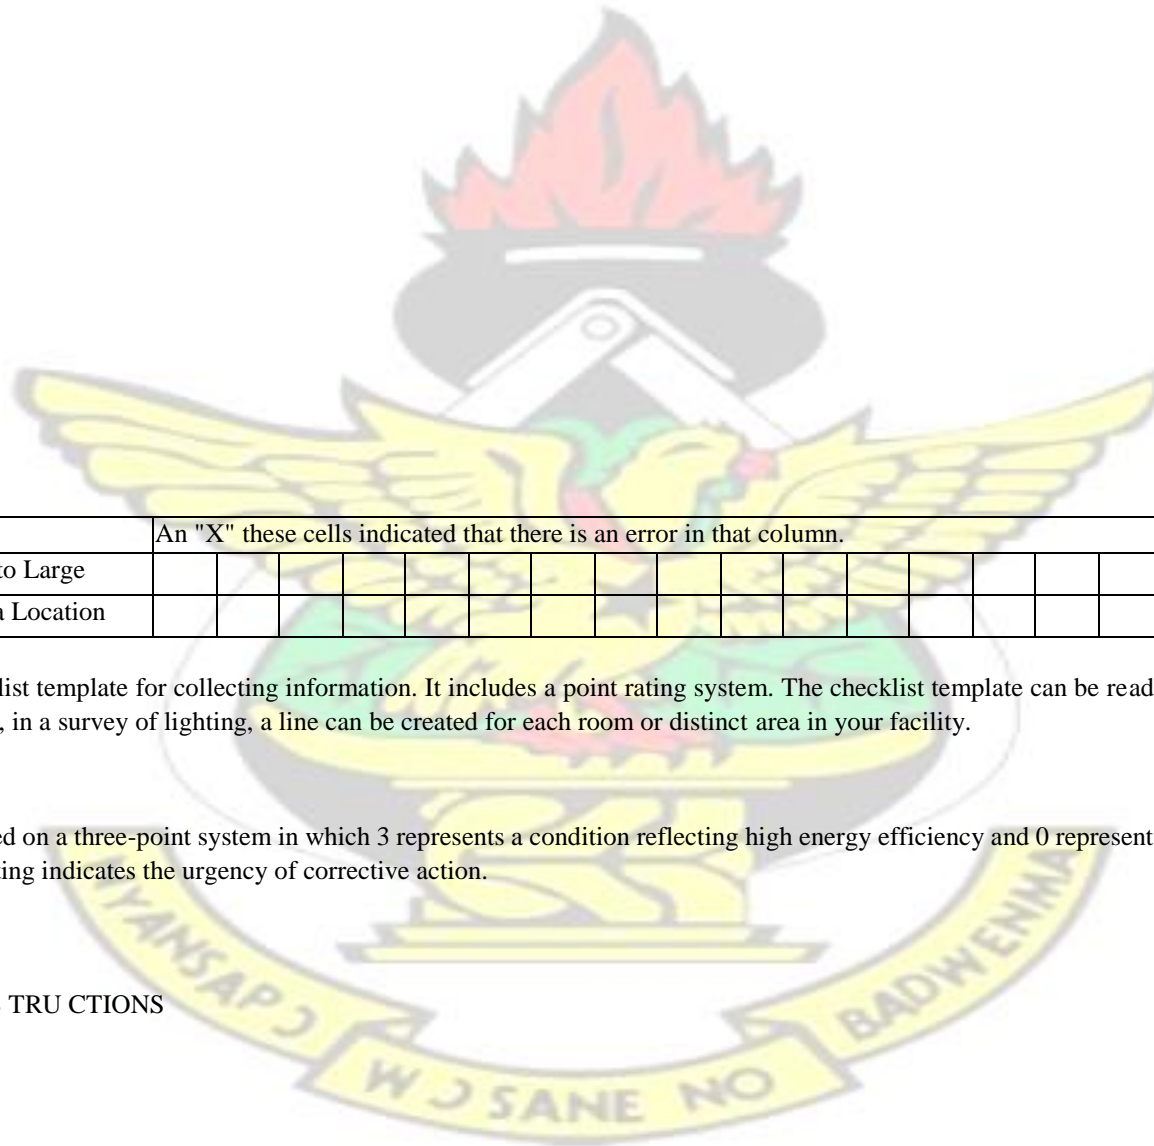 An "X" these cells indicated that there is an error in that column.
to Large
a Location
list template for collecting information. It includes a point rating system. The checklist template can be read
, in a survey of lighting, a line can be created for each room or distinct area in your facility.
ed on a three-point system in which 3 represents a condition reflecting high energy efficiency and 0 represent
ting indicates the urgency of corrective action.
TRU CTIONS
NYANSAPƆ WƆSANE NO BADWENMA